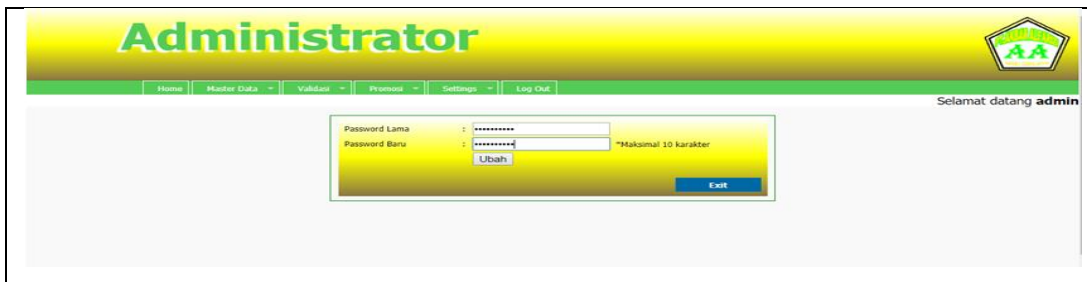 Administrator
AA
Home Master Data Validasi Promosi Settings Log Out
Selamat datang admin
Password Lama : ••••••••••
Password Baru : •••••••••• *Maksimal 10 karakter
Ubah
Exit